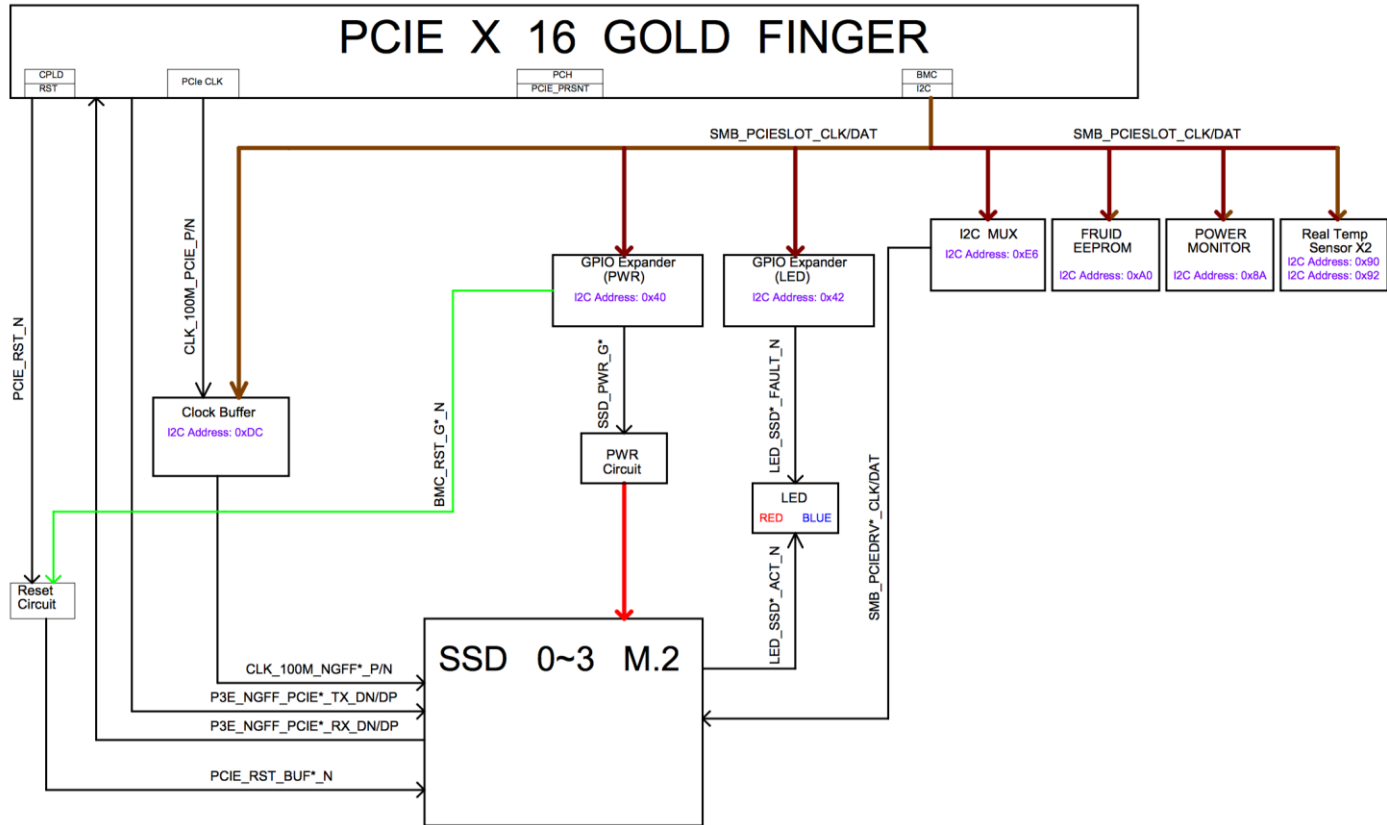 PCIE X 16 GOLD FINGER
CPLD
RST
PCIe CLK
PCH
PCIE_PRSNT
BMC
I2C
SMB_PCIESLOT_CLK/DAT
SMB_PCIESLOT_CLK/DAT
PCIE_RST_N
CLK_100M_PCIE_P/N
I2C MUX
I2C Address: 0xE6
FRUID
EEPROM
I2C Address: 0xA0
POWER
MONITOR
I2C Address: 0x8A
Real Temp
Sensor X2
I2C Address: 0x90
I2C Address: 0x92
GPIO Expander
(PWR)
I2C Address: 0x40
GPIO Expander
(LED)
I2C Address: 0x42
BMC_RST_G*_N
SSD_PWR_G*
LED_SSD*_FAULT_N
SMB_PCIEDRV*_CLK/DAT
Clock Buffer
I2C Address: 0xDC
PWR
Circuit
LED
RED BLUE
LED_SSD*_ACT_N
Reset
Circuit
SSD 0~3 M.2
CLK_100M_NGFF*_P/N
P3E_NGFF_PCIE*_TX_DN/DP
P3E_NGFF_PCIE*_RX_DN/DP
PCIE_RST_BUF*_N